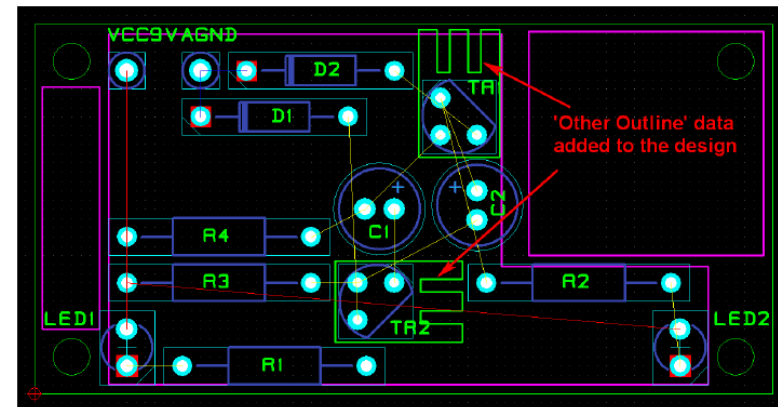 VCC9VAGND
D2
TR1
D1
'Other Outline' data
added to the design
+
+
C2
C1
R4
R3
R2
LED1
TR2
LED2
R1